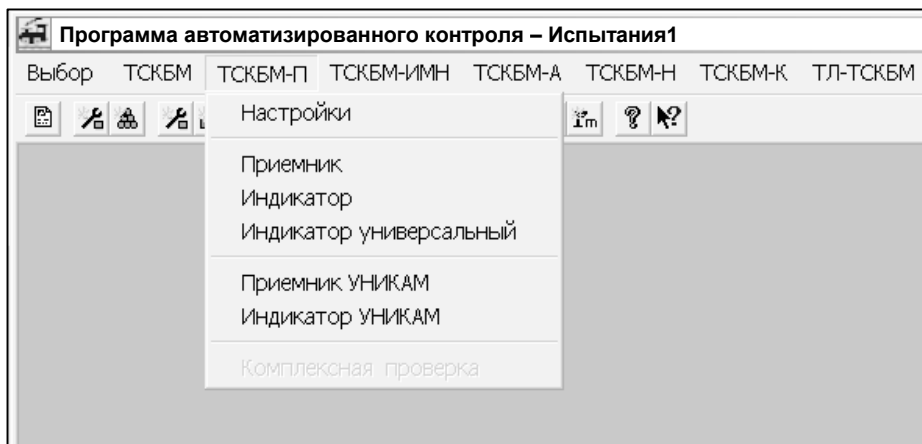 Программа автоматизированного контроля – Испытания1
Выбор ТСКБМ ТСКБМ-П ТСКБМ-ИМН ТСКБМ-А ТСКБМ-Н ТСКБМ-К ТЛ-ТСКБМ
Настройки
Приемник
Индикатор
Индикатор универсальный
Приемник УНИКАМ
Индикатор УНИКАМ
Комплексная проверка